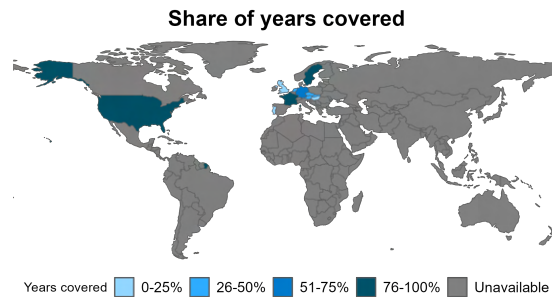 Share of years covered
Years covered 0-25% 26-50% 51-75% 76-100% Unavailable